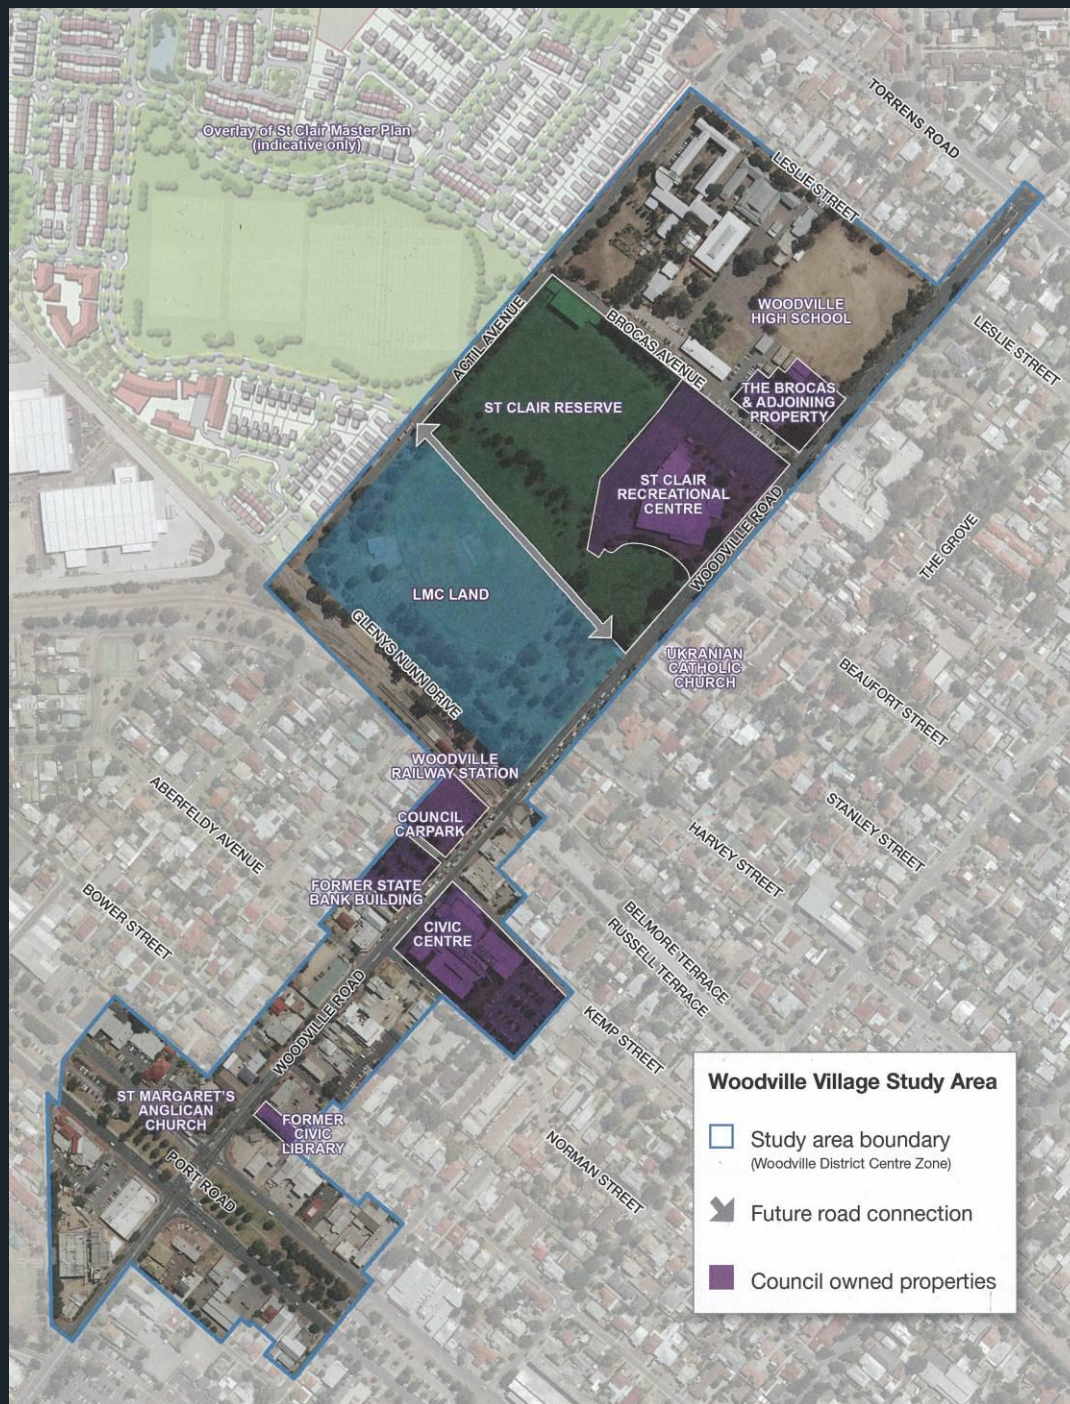 Overlay of St Clair Master Plan
(indicative only)
TORRENS ROAD
LESLIE STREET
WOODVILLE
HIGH SCHOOL
LESLIE STREET
ACTIL AVENUE
BROCAS AVENUE
THE BROCAS
& ADJOINING
PROPERTY
ST CLAIR RESERVE
ST CLAIR
RECREATIONAL
CENTRE
WOODVILLE ROAD
THE GROVE
LMC LAND
GLENYS NUNN DRIVE
UKRANIAN
CATHOLIC
CHURCH
BEAUFORT STREET
WOODVILLE
RAILWAY STATION
COUNCIL
CARPARK
ABERFELDY AVENUE
STANLEY STREET
HARVEY STREET
FORMER STATE
BANK BUILDING
BOWER STREET
CIVIC
CENTRE
BELMORE TERRACE
RUSSELL TERRACE
WOODVILLE ROAD
KEMP STREET
ST MARGARET'S
ANGLICAN
CHURCH
FORMER
CIVIC
LIBRARY
PORT ROAD
NORMAN STREET
Woodville Village Study Area
Study area boundary
(Woodville District Centre Zone)
Future road connection
Council owned properties